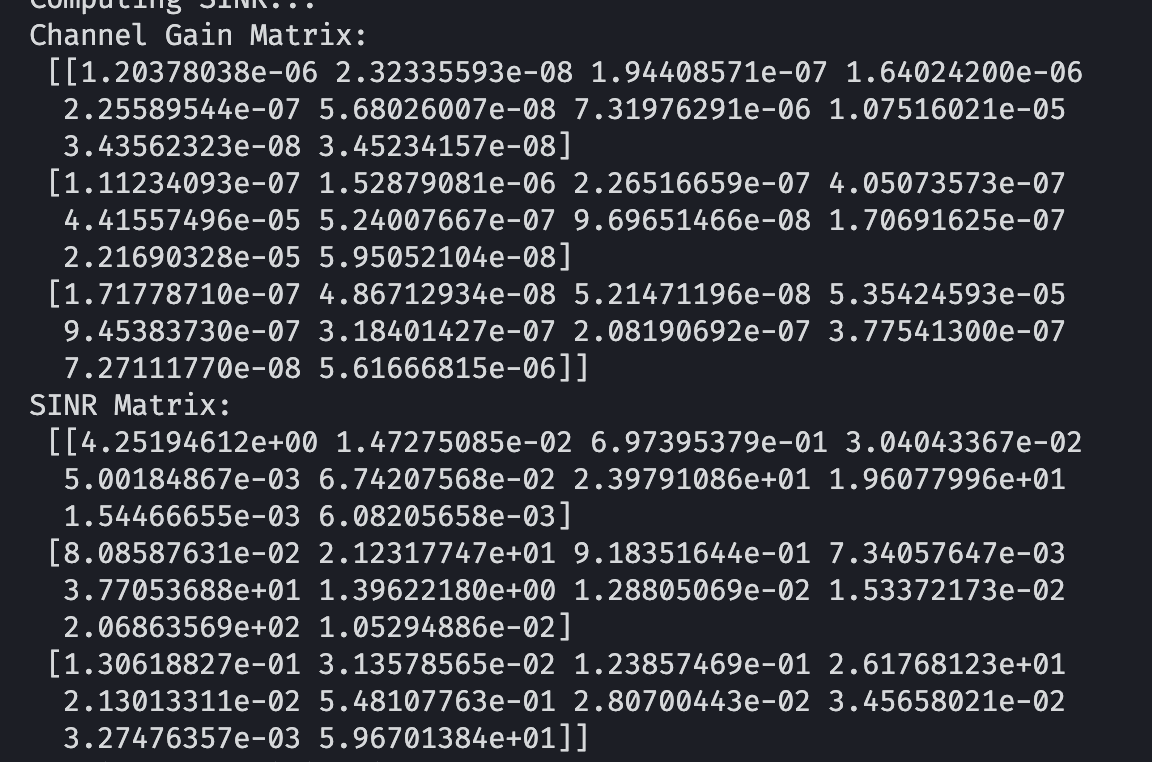 Computing SINR...
Channel Gain Matrix:
[[1.20378038e-06 2.32335593e-08 1.94408571e-07 1.64024200e-06
2.25589544e-07 5.68026007e-08 7.31976291e-06 1.07516021e-05
3.43562323e-08 3.45234157e-08]
[1.11234093e-07 1.52879081e-06 2.26516659e-07 4.05073573e-07
4.41557496e-05 5.24007667e-07 9.69651466e-08 1.70691625e-07
2.21690328e-05 5.95052104e-08]
[1.71778710e-07 4.86712934e-08 5.21471196e-08 5.35424593e-05
9.45383730e-07 3.18401427e-07 2.08190692e-07 3.77541300e-07
7.27111770e-08 5.61666815e-06]]
SINR Matrix:
[[4.25194612e+00 1.47275085e-02 6.97395379e-01 3.04043367e-02
5.00184867e-03 6.74207568e-02 2.39791086e+01 1.96077996e+01
1.54466655e-03 6.08205658e-03]
[8.08587631e-02 2.12317747e+01 9.18351644e-01 7.34057647e-03
3.77053688e+01 1.39622180e+00 1.28805069e-02 1.53372173e-02
2.06863569e+02 1.05294886e-02]
[1.30618827e-01 3.13578565e-02 1.23857469e-01 2.61768123e+01
2.13013311e-02 5.48107763e-01 2.80700443e-02 3.45658021e-02
3.27476357e-03 5.96701384e+01]]